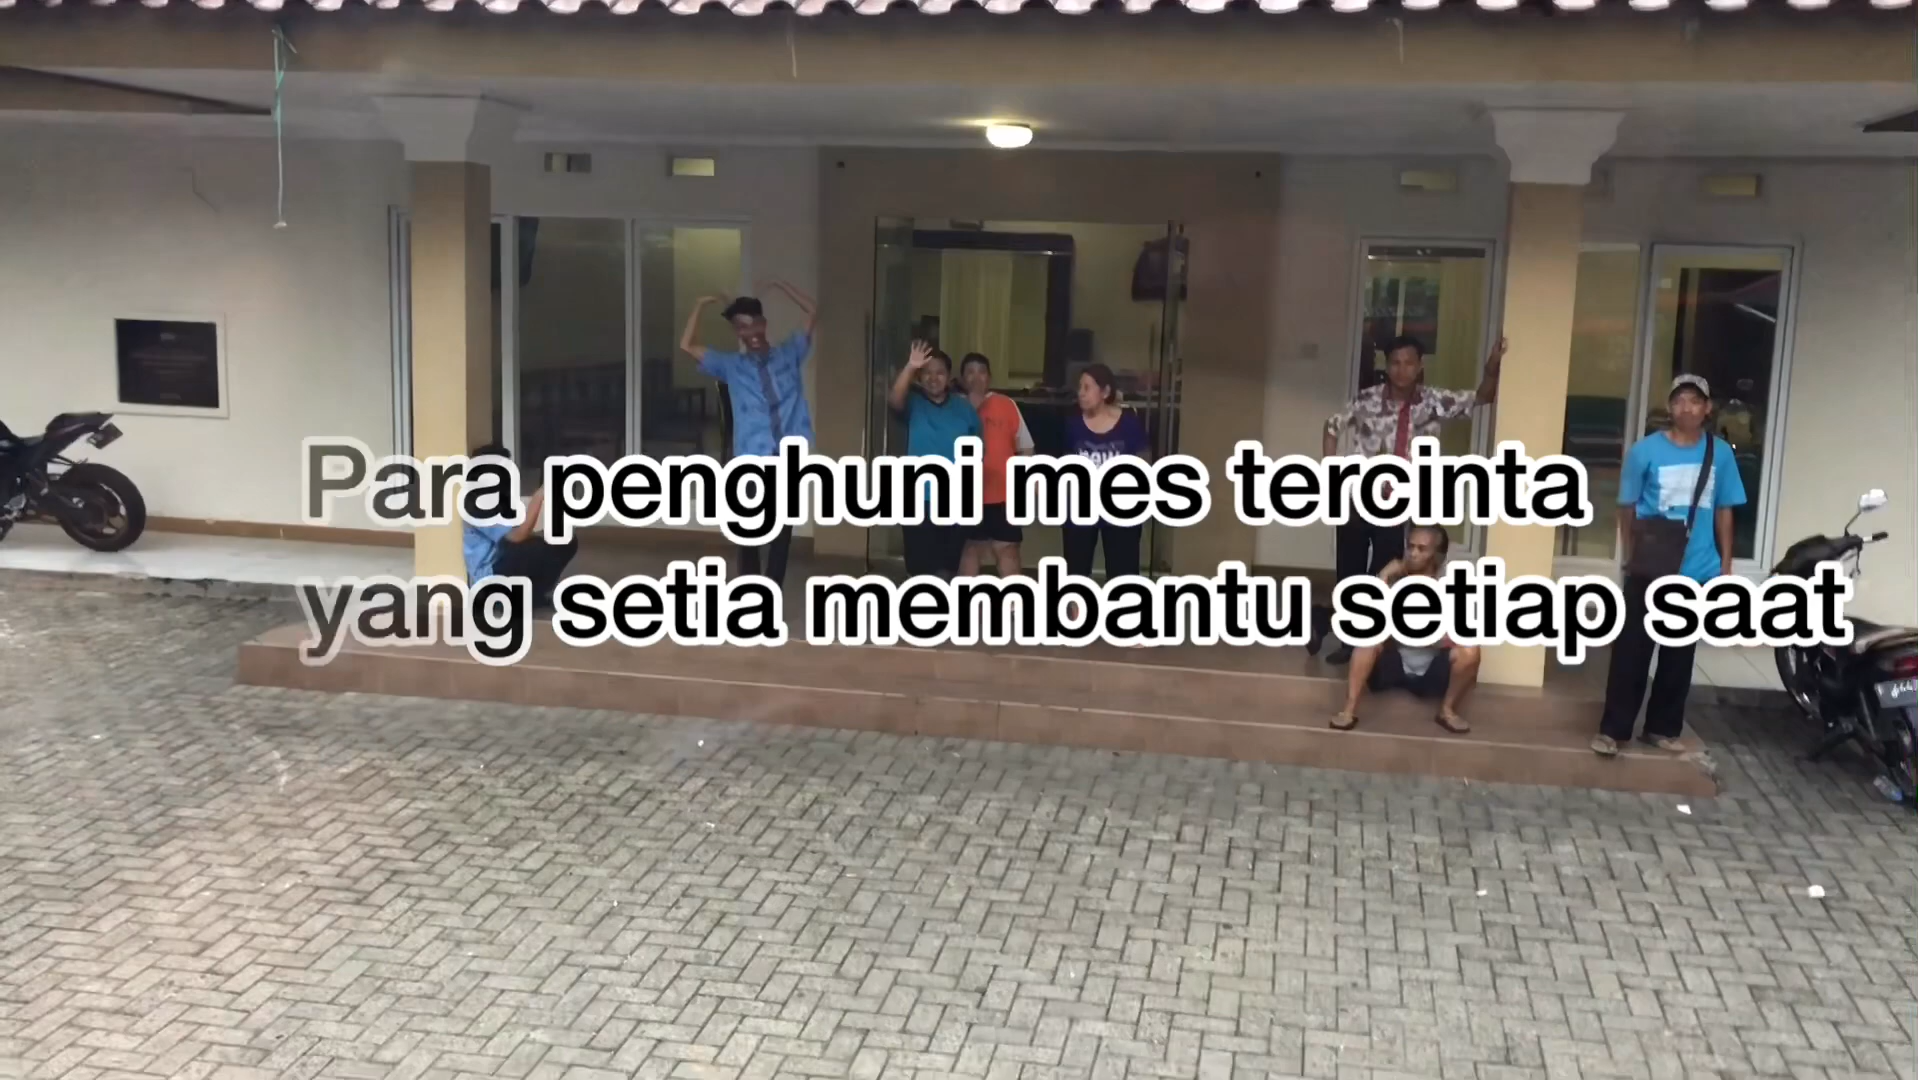 Para penghuni mes tercinta
yang setia membantu setiap saat